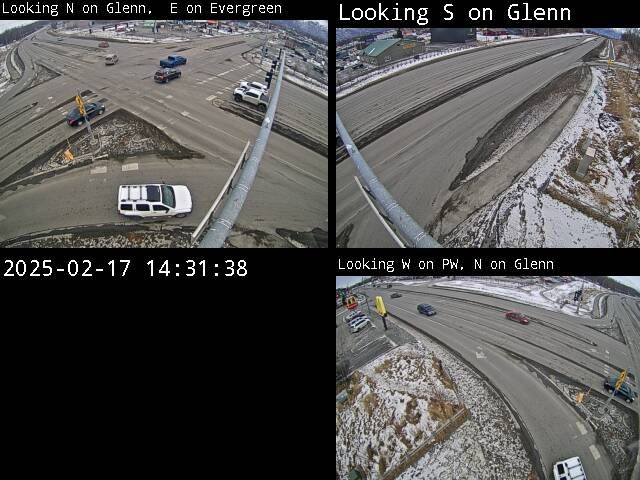 Looking N on Glenn,  E on Evergreen
Looking S on Glenn
2025-02-17 14:31:38
Looking W on PW, N on Glenn